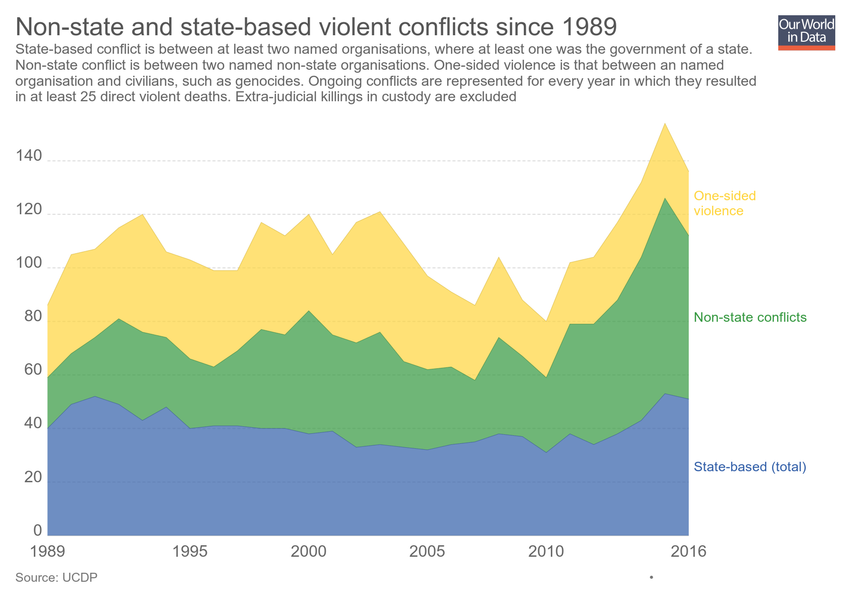 Non-state and state-based violent conflicts since 1989
Our World
in Data
State-based conflict is between at least two named organisations, where at least one was the government of a state.
Non-state conflict is between two named non-state organisations. One-sided violence is that between an named
organisation and civilians, such as genocides. Ongoing conflicts are represented for every year in which they resulted
in at least 25 direct violent deaths. Extra-judicial killings in custody are excluded
140
120
100
80
60
40
20
0
One-sided
violence
Non-state conflicts
State-based (total)
1989 1995 2000 2005 2010 2016
Source: UCDP